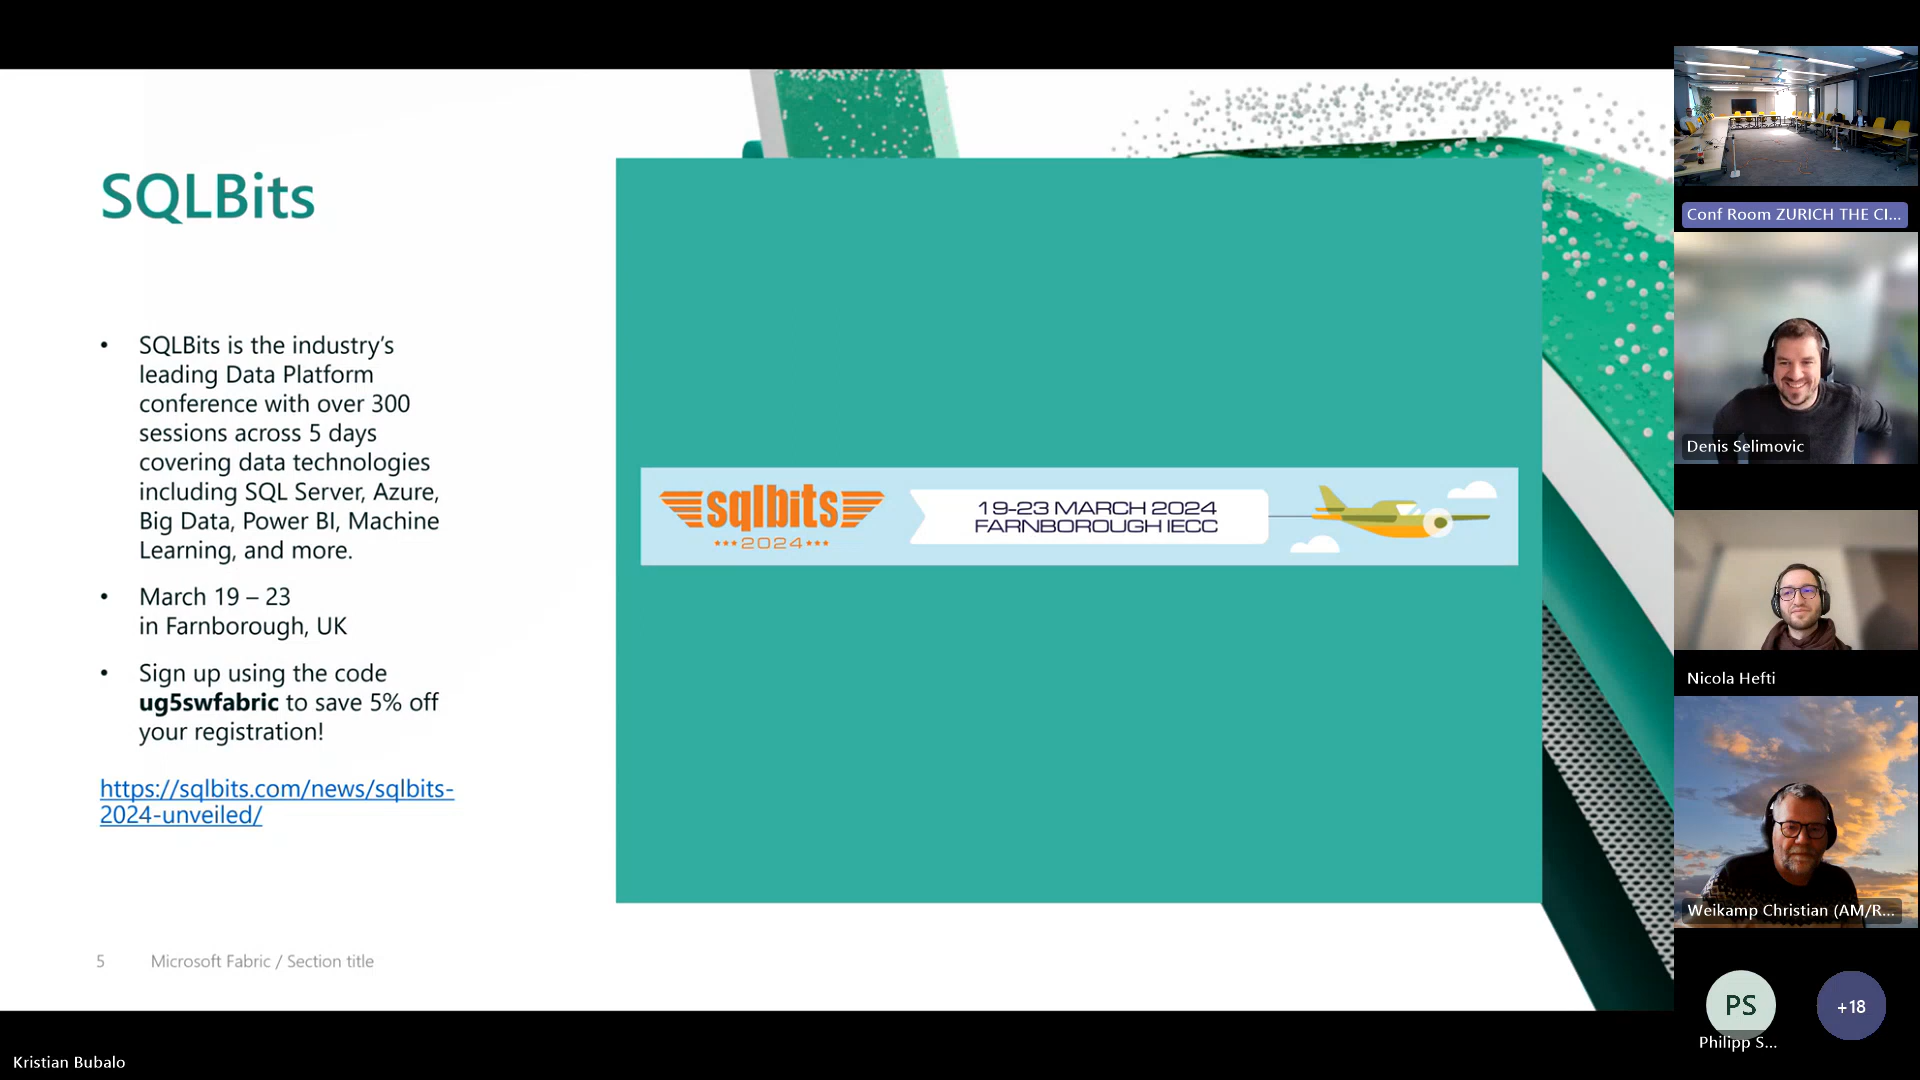 SQLBits
• SQLBits is the industry’s
leading Data Platform
conference with over 300
sessions across 5 days
covering data technologies
including SQL Server, Azure,
Big Data, Power BI, Machine
Learning, and more.
• March 19 – 23
in Farnborough, UK
• Sign up using the code
ug5swfabric to save 5% off
your registration!
https://sqlbits.com/news/sqlbits-
2024-unveiled/
sqlbits
2024
19-23 MARCH 2024
FARNBOROUGH IECC
5 Microsoft Fabric / Section title
Kristian Bubalo
Conf Room ZURICH THE CI...
Denis Selimovic
Nicola Hefti
Weikamp Christian (AM/R...
PS
Philipp S...
+18